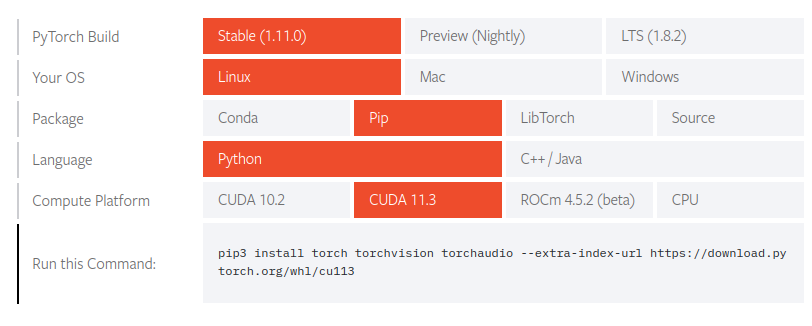 PyTorch Build Stable (1.11.0) Preview (Nightly) LTS (1.8.2)
Your OS Linux Mac Windows
Package Conda Pip LibTorch Source
Language Python C++ / Java
Compute Platform CUDA 10.2 CUDA 11.3 ROCm 4.5.2 (beta) CPU
Run this Command: pip3 install torch torchvision torchaudio --extra-index-url https://download.py
torch.org/whl/cu113